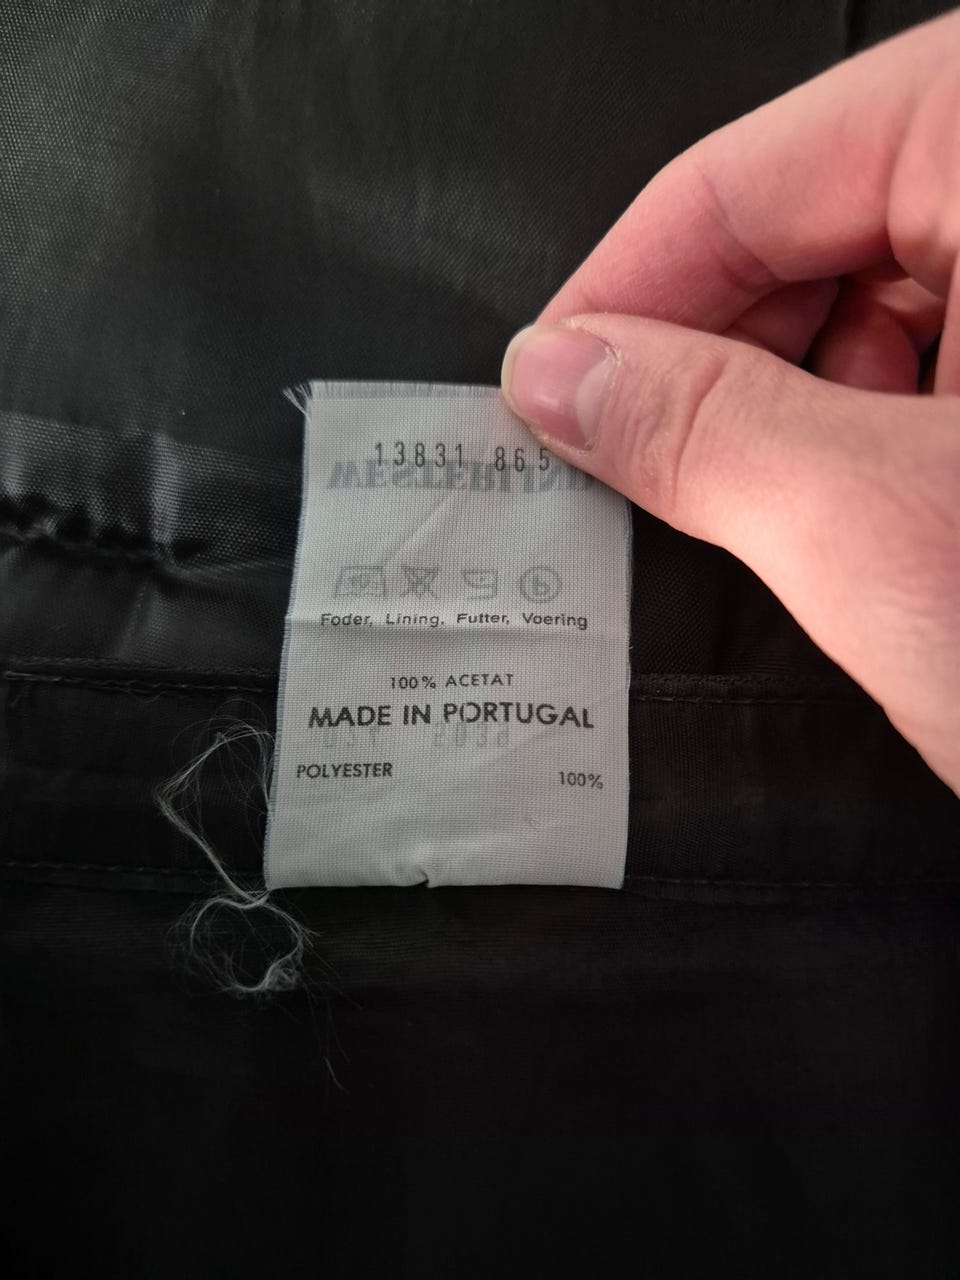 13831 865
Foder, Lining, Futter, Voering
100% ACETAT
MADE IN PORTUGAL
POLYESTER 100%